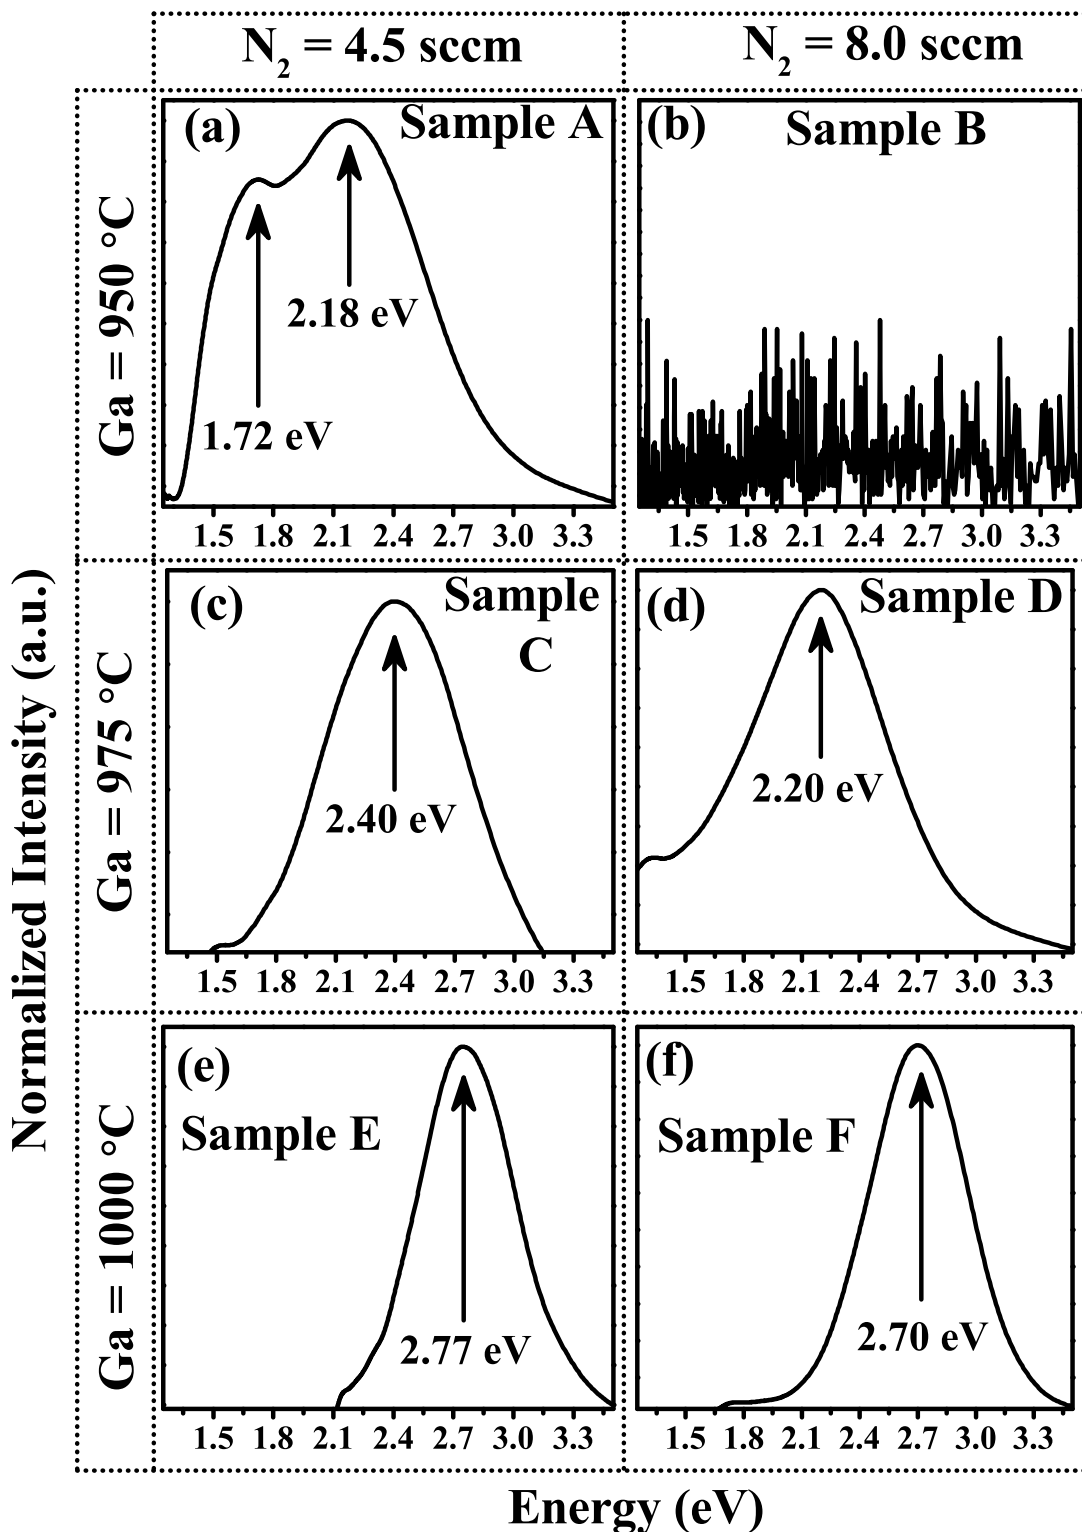 N2 = 4.5 sccm
N2 = 8.0 sccm
Normalized Intensity (a.u.)
Ga = 950 °C
(a)
Sample A
2.18 eV
1.72 eV
1.5 1.8 2.1 2.4 2.7 3.0 3.3
(b)
Sample B
1.5 1.8 2.1 2.4 2.7 3.0 3.3
Ga = 975 °C
(c)
Sample
C
2.40 eV
1.5 1.8 2.1 2.4 2.7 3.0 3.3
(d)
Sample D
2.20 eV
1.5 1.8 2.1 2.4 2.7 3.0 3.3
Ga = 1000 °C
(e)
Sample E
2.77 eV
1.5 1.8 2.1 2.4 2.7 3.0 3.3
(f)
Sample F
2.70 eV
1.5 1.8 2.1 2.4 2.7 3.0 3.3
Energy (eV)